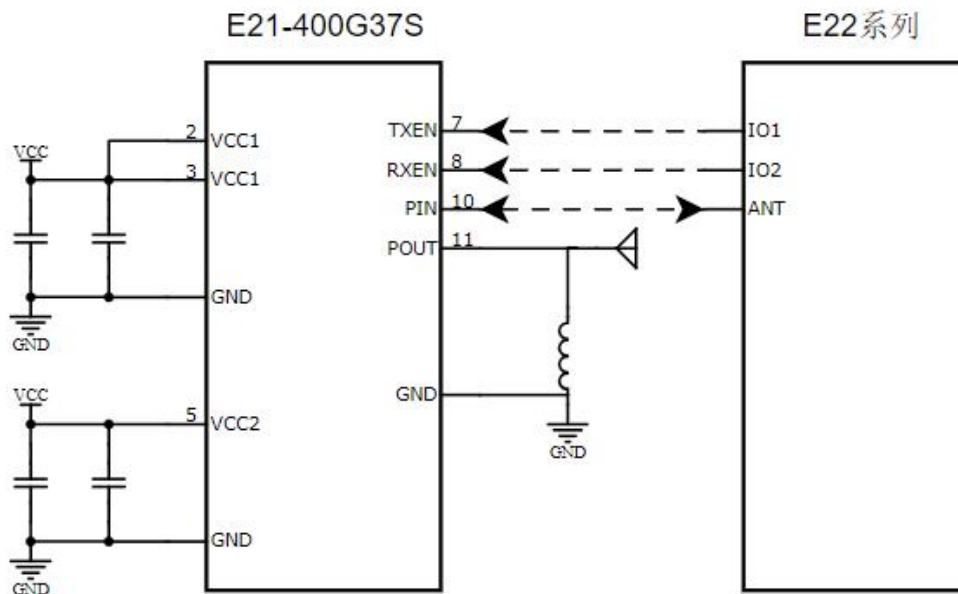 E21-400G37S
E22系列
TXEN 7
IO1
2 VCC1
VCC
RXEN 8
IO2
3 VCC1
PIN 10
ANT
POUT 11
GND
GND
VCC
GND
5 VCC2
GND
GND
GND